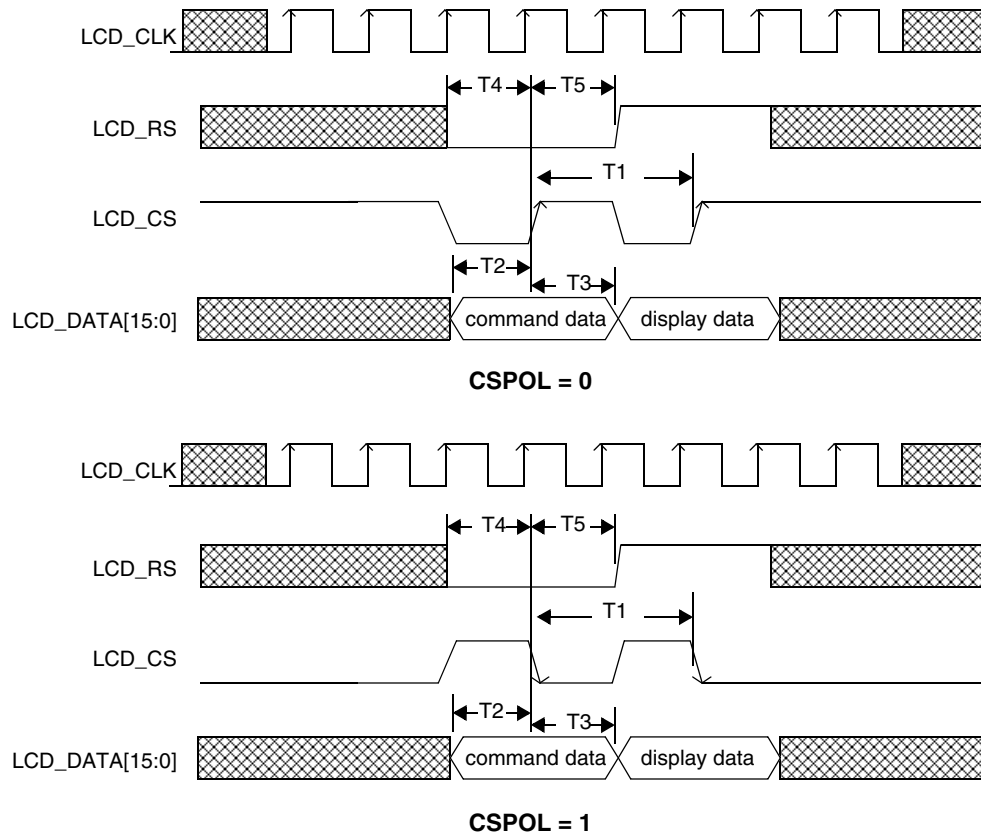 LCD_CLK
T4 T5
LCD_RS
T1
LCD_CS
T2
T3
LCD_DATA[15:0] command data display data
CSPOL = 0
LCD_CLK
T4 T5
LCD_RS
T1
LCD_CS
T2
T3
LCD_DATA[15:0] command data display data
CSPOL = 1